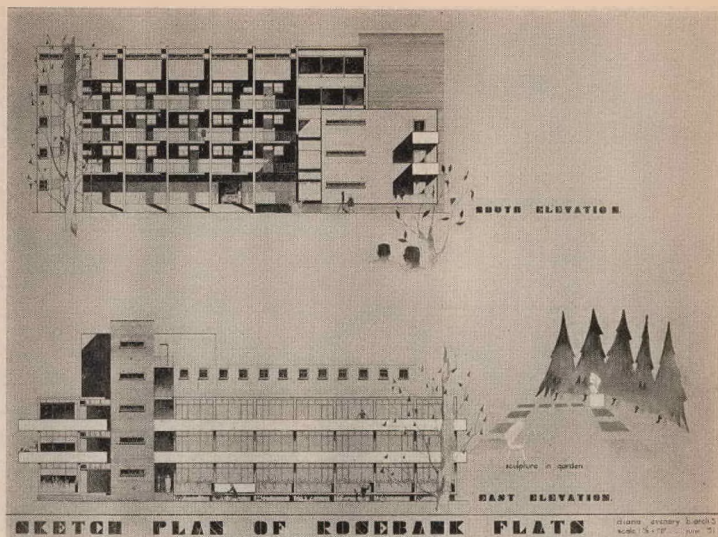 SOUTH ELEVATION.
sculpture in garden
EAST ELEVATION.
SKETCH PLAN OF ROSEBANK FLATS